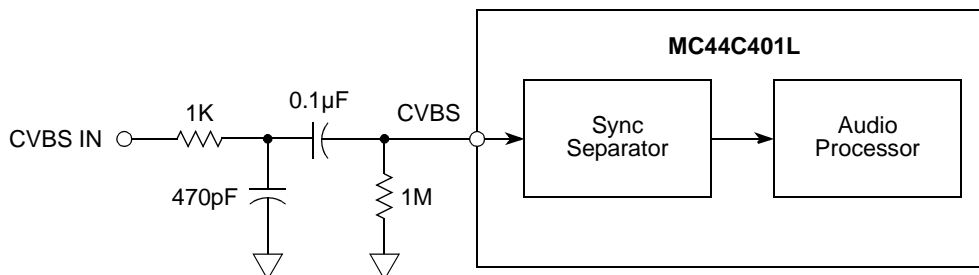 MC44C401L
0.1µF
CVBS
1K
CVBS IN
Sync
Separator
Audio
Processor
470pF
1M